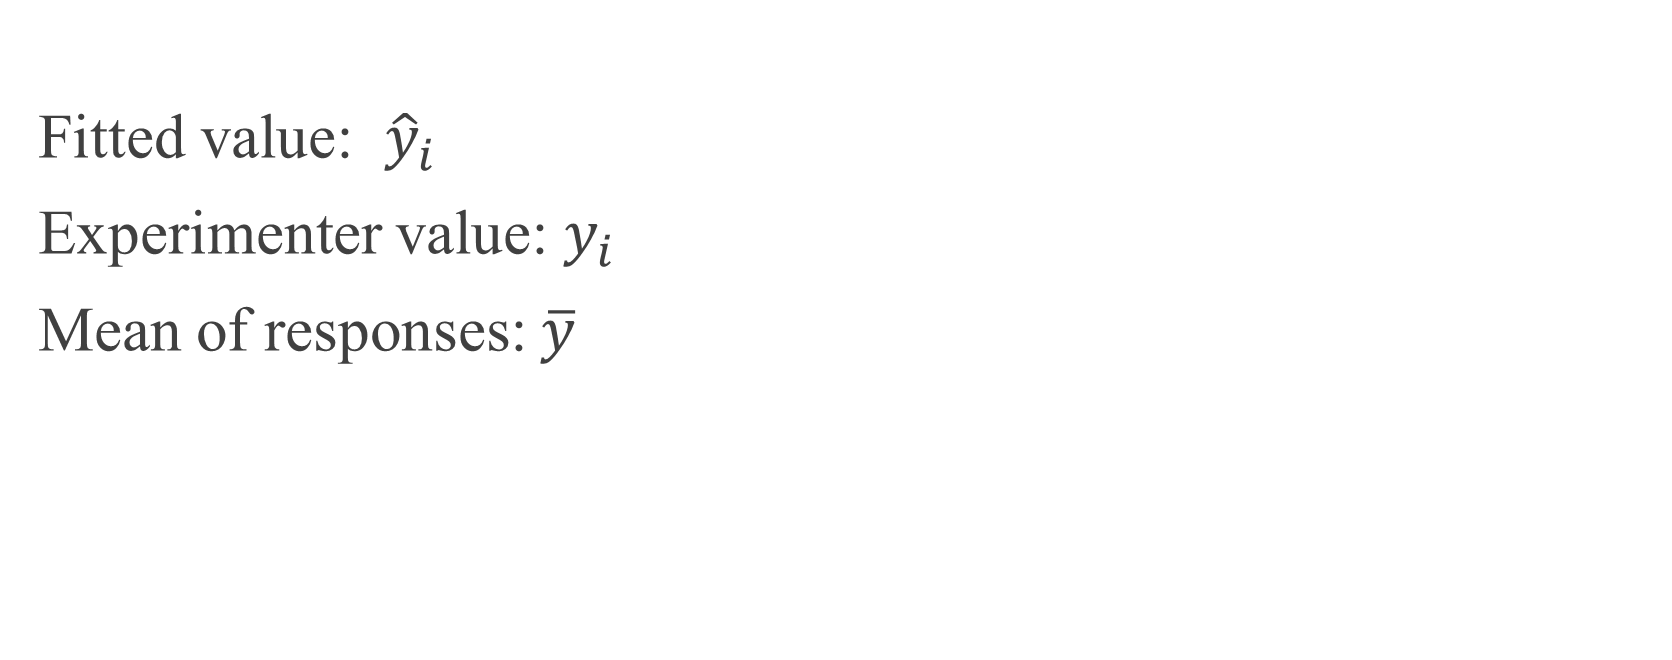 Fitted value: ŷᵢ
Experimenter value: yᵢ
Mean of responses: ȳ